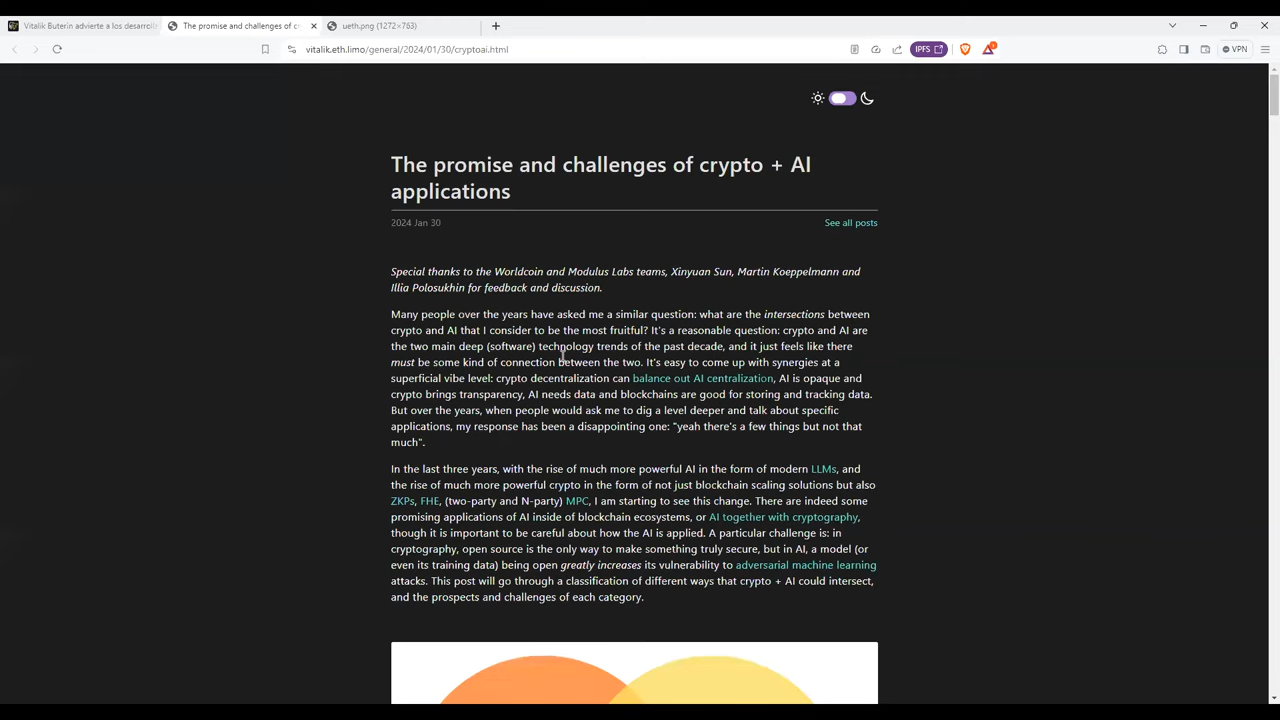 Vitalik Buterin advierte a los desarroll
The promise and challenges of cr
ueth.png (1272×763)
vitalik.eth.limo/general/2024/01/30/cryptoai.html
IPFS
VPN
The promise and challenges of crypto + AI
applications
2024 Jan 30
See all posts
Special thanks to the Worldcoin and Modulus Labs teams, Xinyuan Sun, Martin Koeppelmann and
Illia Polosukhin for feedback and discussion.
Many people over the years have asked me a similar question: what are the intersections between
crypto and AI that I consider to be the most fruitful? It's a reasonable question: crypto and AI are
the two main deep (software) technology trends of the past decade, and it just feels like there
must be some kind of connection between the two. It's easy to come up with synergies at a
superficial vibe level: crypto decentralization can balance out AI centralization, AI is opaque and
crypto brings transparency, AI needs data and blockchains are good for storing and tracking data.
But over the years, when people would ask me to dig a level deeper and talk about specific
applications, my response has been a disappointing one: "yeah there's a few things but not that
much".
In the last three years, with the rise of much more powerful AI in the form of modern LLMs, and
the rise of much more powerful crypto in the form of not just blockchain scaling solutions but also
ZKPs, FHE, (two-party and N-party) MPC, I am starting to see this change. There are indeed some
promising applications of AI inside of blockchain ecosystems, or AI together with cryptography,
though it is important to be careful about how the AI is applied. A particular challenge is: in
cryptography, open source is the only way to make something truly secure, but in AI, a model (or
even its training data) being open greatly increases its vulnerability to adversarial machine learning
attacks. This post will go through a classification of different ways that crypto + AI could intersect,
and the prospects and challenges of each category.